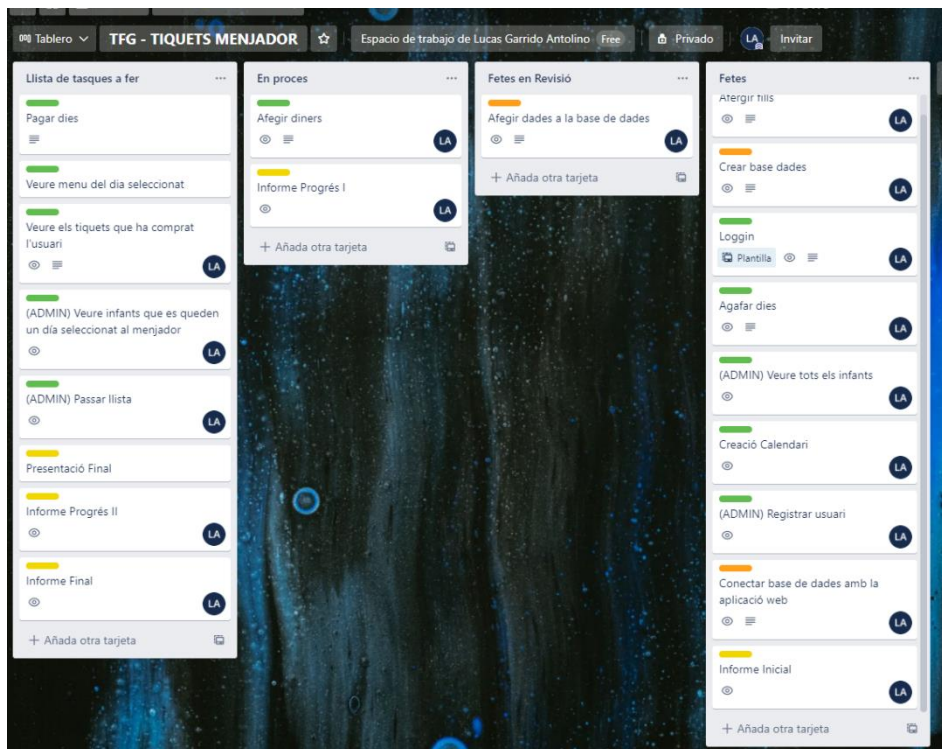 Tablero
TFG - TIQUETS MENJADOR
Espacio de trabajo de Lucas Garrido Antolino
Free
Privado
LA
Invitar
Llista de tasques a fer
Pagar dies
Veure menu del dia seleccionat
Veure els tiquets que ha comprat
l'usuari
LA
(ADMIN) Veure infants que es queden
un día seleccionat al menjador
LA
(ADMIN) Passar llista
LA
Presentació Final
Informe Progrés II
LA
Informe Final
LA
+ Añada otra tarjeta
En proces
Afegir diners
LA
Informe Progrés I
LA
+ Añada otra tarjeta
Fetes en Revisió
Afegir dades a la base de dades
LA
+ Añada otra tarjeta
Fetes
Afergir fills
LA
Crear base dades
LA
Loggin
Plantilla
LA
Agafar dies
LA
(ADMIN) Veure tots els infants
LA
Creació Calendari
LA
(ADMIN) Registrar usuari
LA
Conectar base de dades amb la
aplicació web
LA
Informe Inicial
LA
+ Añada otra tarjeta